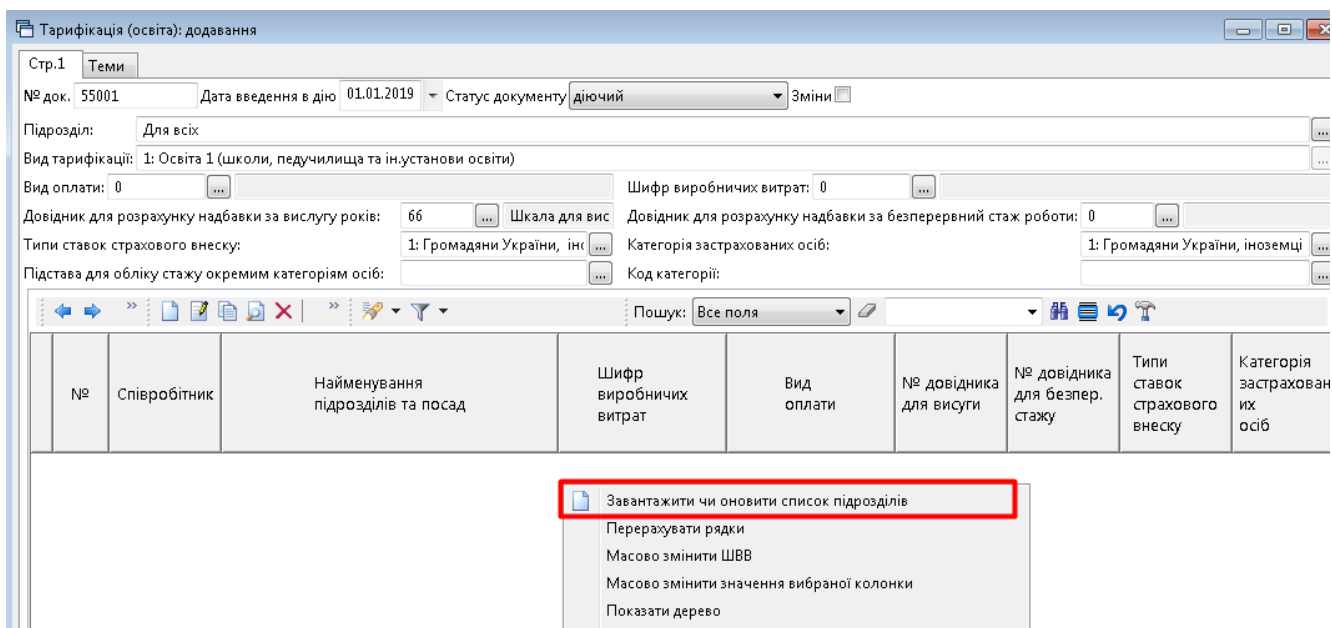 Тарифікація (освіта): додавання
Стр.1 Теми
№ док. 55001 Дата введення в дію 01.01.2019 Статус документу діючий Зміни
Підрозділ: Для всіх ...
Вид тарифікації: 1: Освіта 1 (школи, педучилища та ін.установи освіти) ...
Вид оплати: 0 ... Шифр виробничих витрат: 0 ...
Довідник для розрахунку надбавки за вислугу років: 66 ... Шкала для вис Довідник для розрахунку надбавки за безперервний стаж роботи: 0 ...
Типи ставок страхового внеску: 1: Громадяни України, іно ... Категорія застрахованих осіб: 1: Громадяни України, іноземці ...
Підстава для обліку стажу окремим категоріям осіб: ... Код категорії: ...
Пошук: Все поля
№
Співробітник
Найменування
підрозділів та посад
Шифр
виробничих
витрат
Вид
оплати
№ довідника
для висуги
№ довідника
для безпер.
стажу
Типи
ставок
страхового
внеску
Категорія
застрахован
их
осіб
Завантажити чи оновити список підрозділів
Перерахувати рядки
Масово змінити ШВВ
Масово змінити значення вибраної колонки
Показати дерево